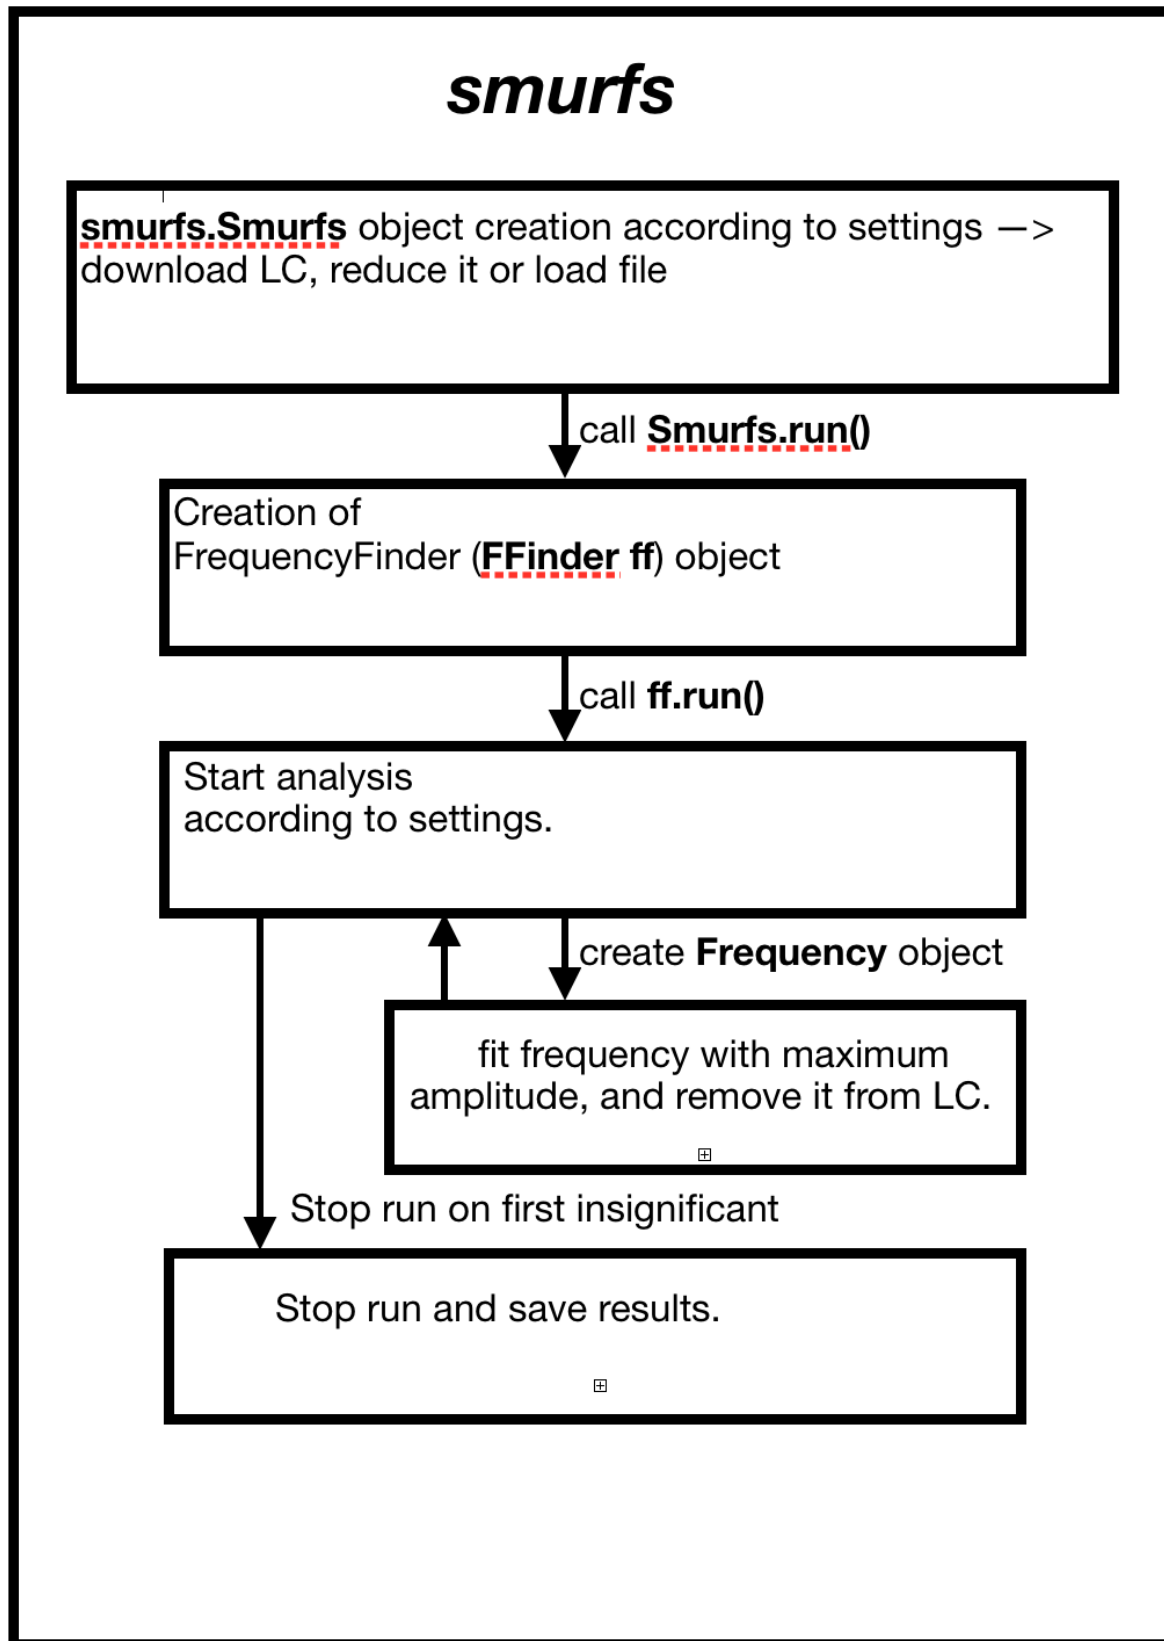 smurfs
smurfs.Smurfs object creation according to settings —>
download LC, reduce it or load file
call Smurfs.run()
Creation of
FrequencyFinder (FFinder ff) object
call ff.run()
Start analysis
according to settings.
create Frequency object
fit frequency with maximum
amplitude, and remove it from LC.
Stop run on first insignificant
Stop run and save results.